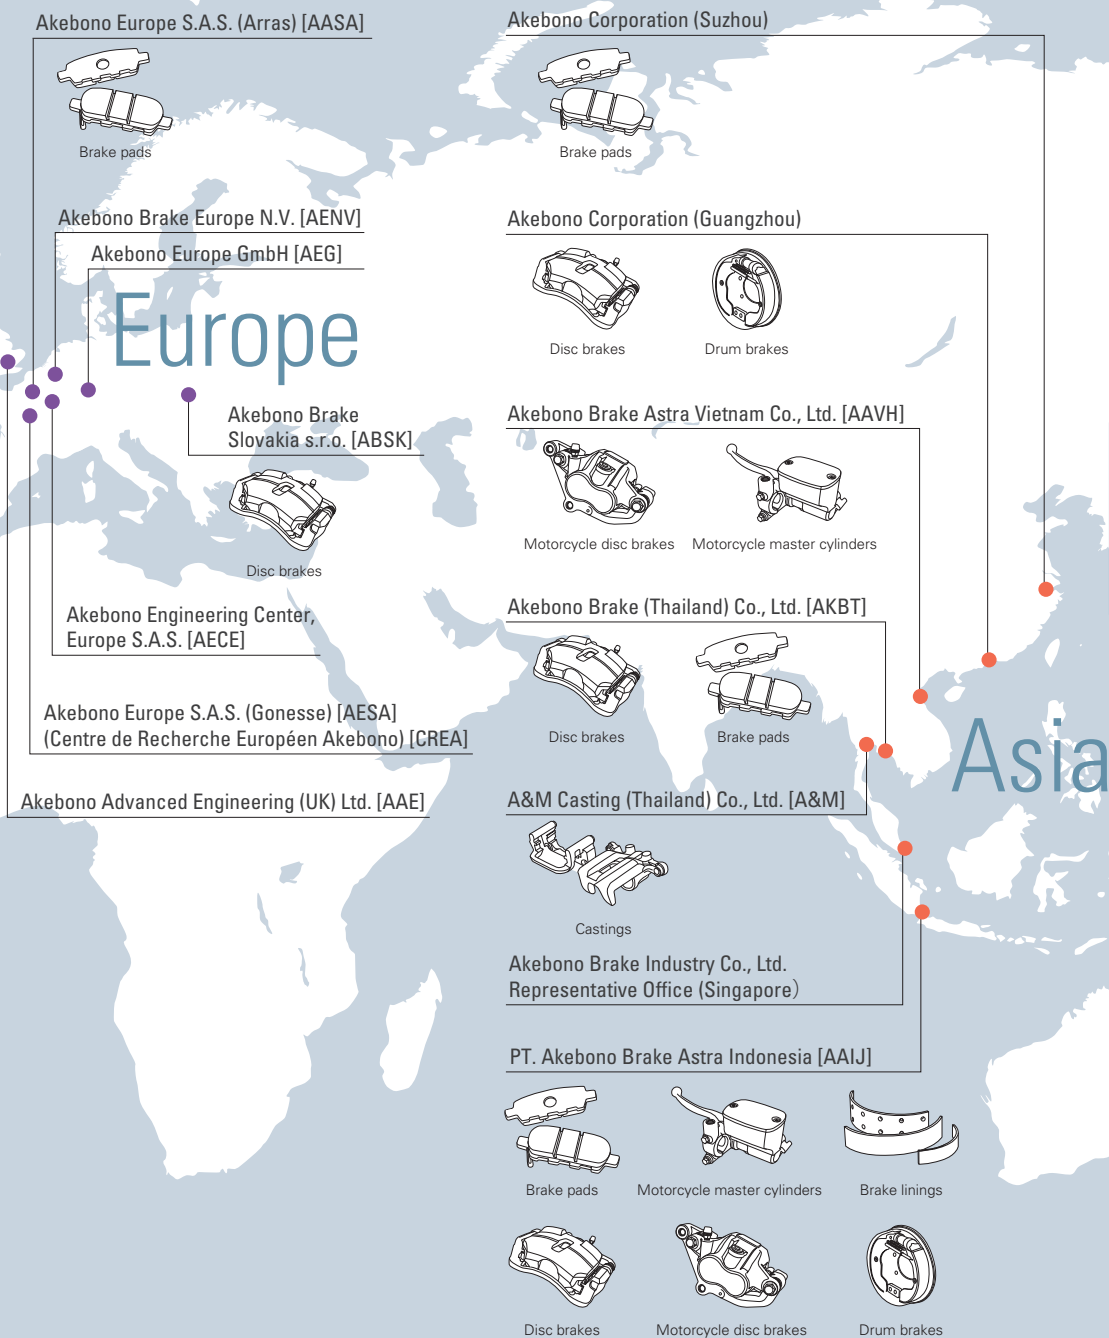 Akebono Europe S.A.S. (Arras) [AASA]
Brake pads
Akebono Brake Europe N.V. [AENV]
Akebono Europe GmbH [AEG]
Europe
Akebono Brake
Slovakia s.r.o. [ABSK]
Disc brakes
Akebono Engineering Center,
Europe S.A.S. [AECE]
Akebono Europe S.A.S. (Gonesse) [AESA]
(Centre de Recherche Européen Akebono) [CREA]
Akebono Advanced Engineering (UK) Ltd. [AAE]
Akebono Corporation (Suzhou)
Brake pads
Akebono Corporation (Guangzhou)
Disc brakes
Drum brakes
Akebono Brake Astra Vietnam Co., Ltd. [AAVH]
Motorcycle disc brakes
Motorcycle master cylinders
Akebono Brake (Thailand) Co., Ltd. [AKBT]
Disc brakes
Brake pads
Asia
A&M Casting (Thailand) Co., Ltd. [A&M]
Castings
Akebono Brake Industry Co., Ltd.
Representative Office (Singapore）
PT. Akebono Brake Astra Indonesia [AAIJ]
Brake pads
Motorcycle master cylinders
Brake linings
Disc brakes
Motorcycle disc brakes
Drum brakes